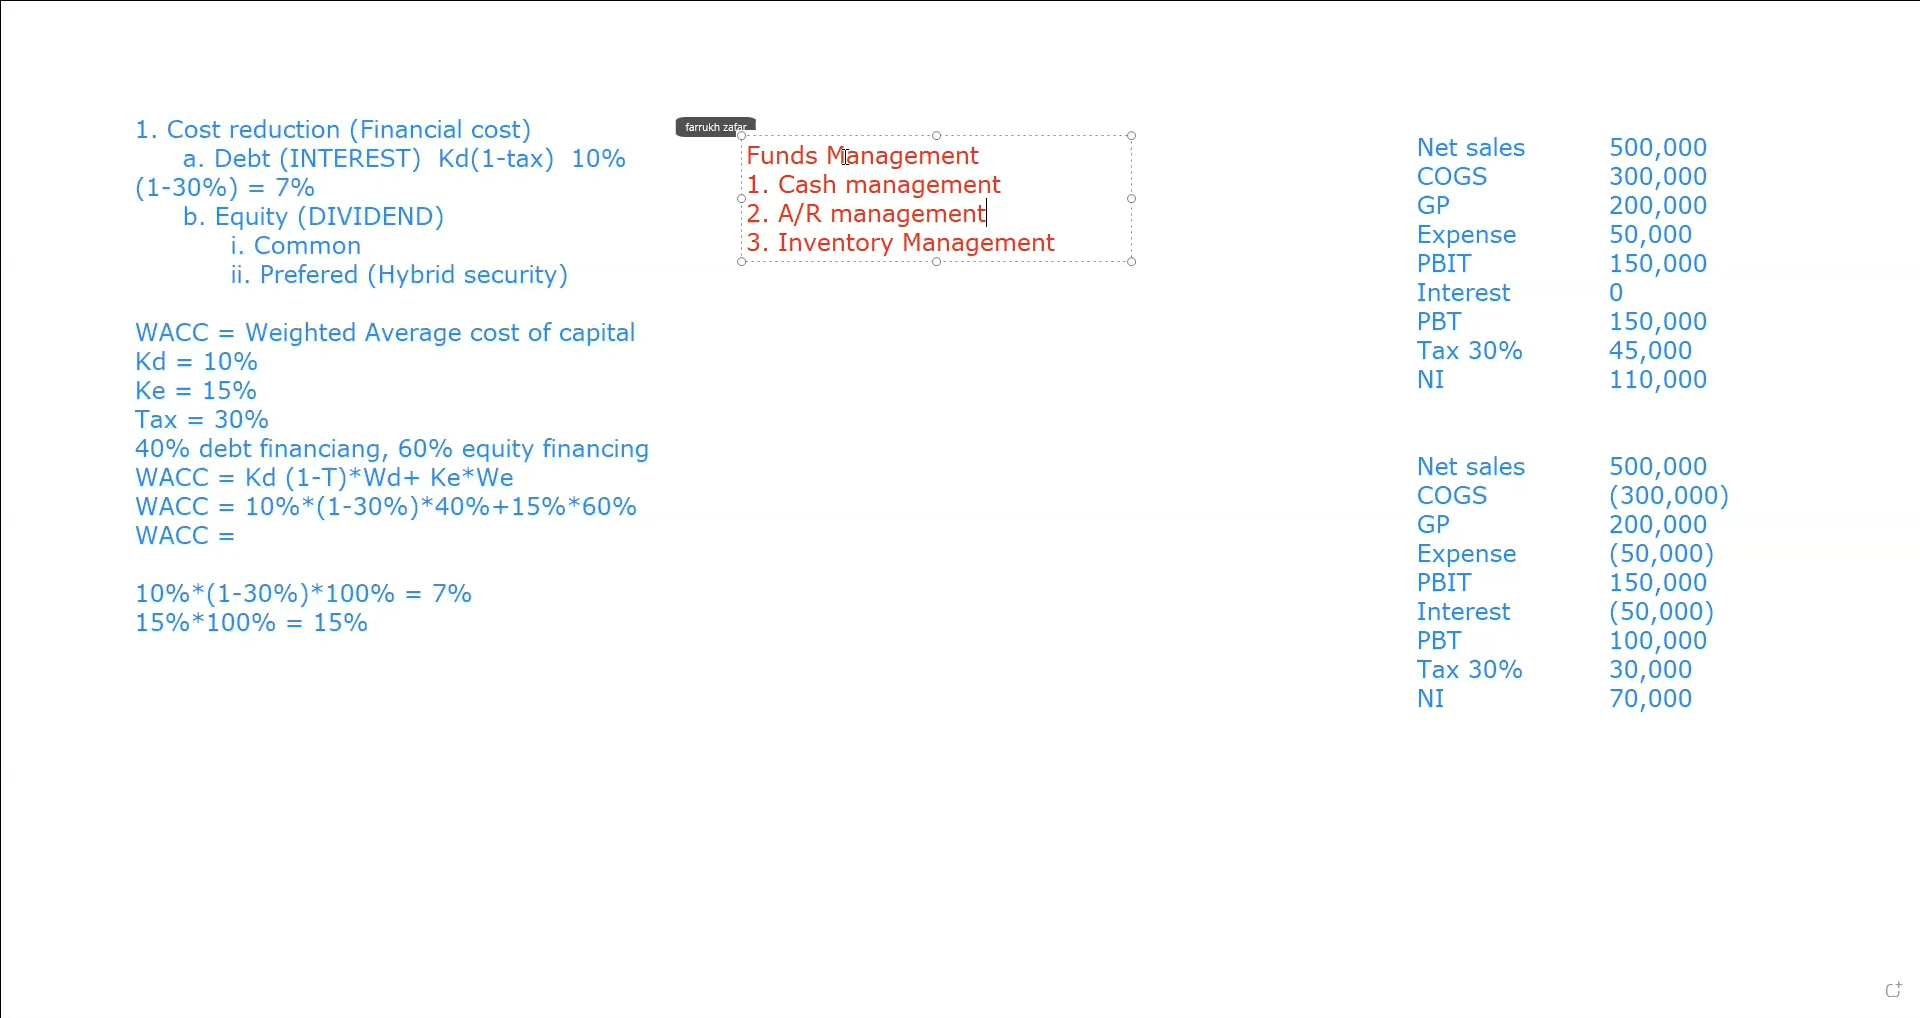 1. Cost reduction (Financial cost)
a. Debt (INTEREST)  Kd(1-tax)  10%
(1-30%) = 7%
b. Equity (DIVIDEND)
i. Common
ii. Prefered (Hybrid security)
WACC = Weighted Average cost of capital
Kd = 10%
Ke = 15%
Tax = 30%
40% debt financiang, 60% equity financing
WACC = Kd (1-T)*Wd+ Ke*We
WACC = 10%*(1-30%)*40%+15%*60%
WACC =
10%*(1-30%)*100% = 7%
15%*100% = 15%
farrukh zafar
Funds Management
1. Cash management
2. A/R management
3. Inventory Management
Net sales 500,000
COGS 300,000
GP 200,000
Expense 50,000
PBIT 150,000
Interest 0
PBT 150,000
Tax 30% 45,000
NI 110,000
Net sales 500,000
COGS (300,000)
GP 200,000
Expense (50,000)
PBIT 150,000
Interest (50,000)
PBT 100,000
Tax 30% 30,000
NI 70,000